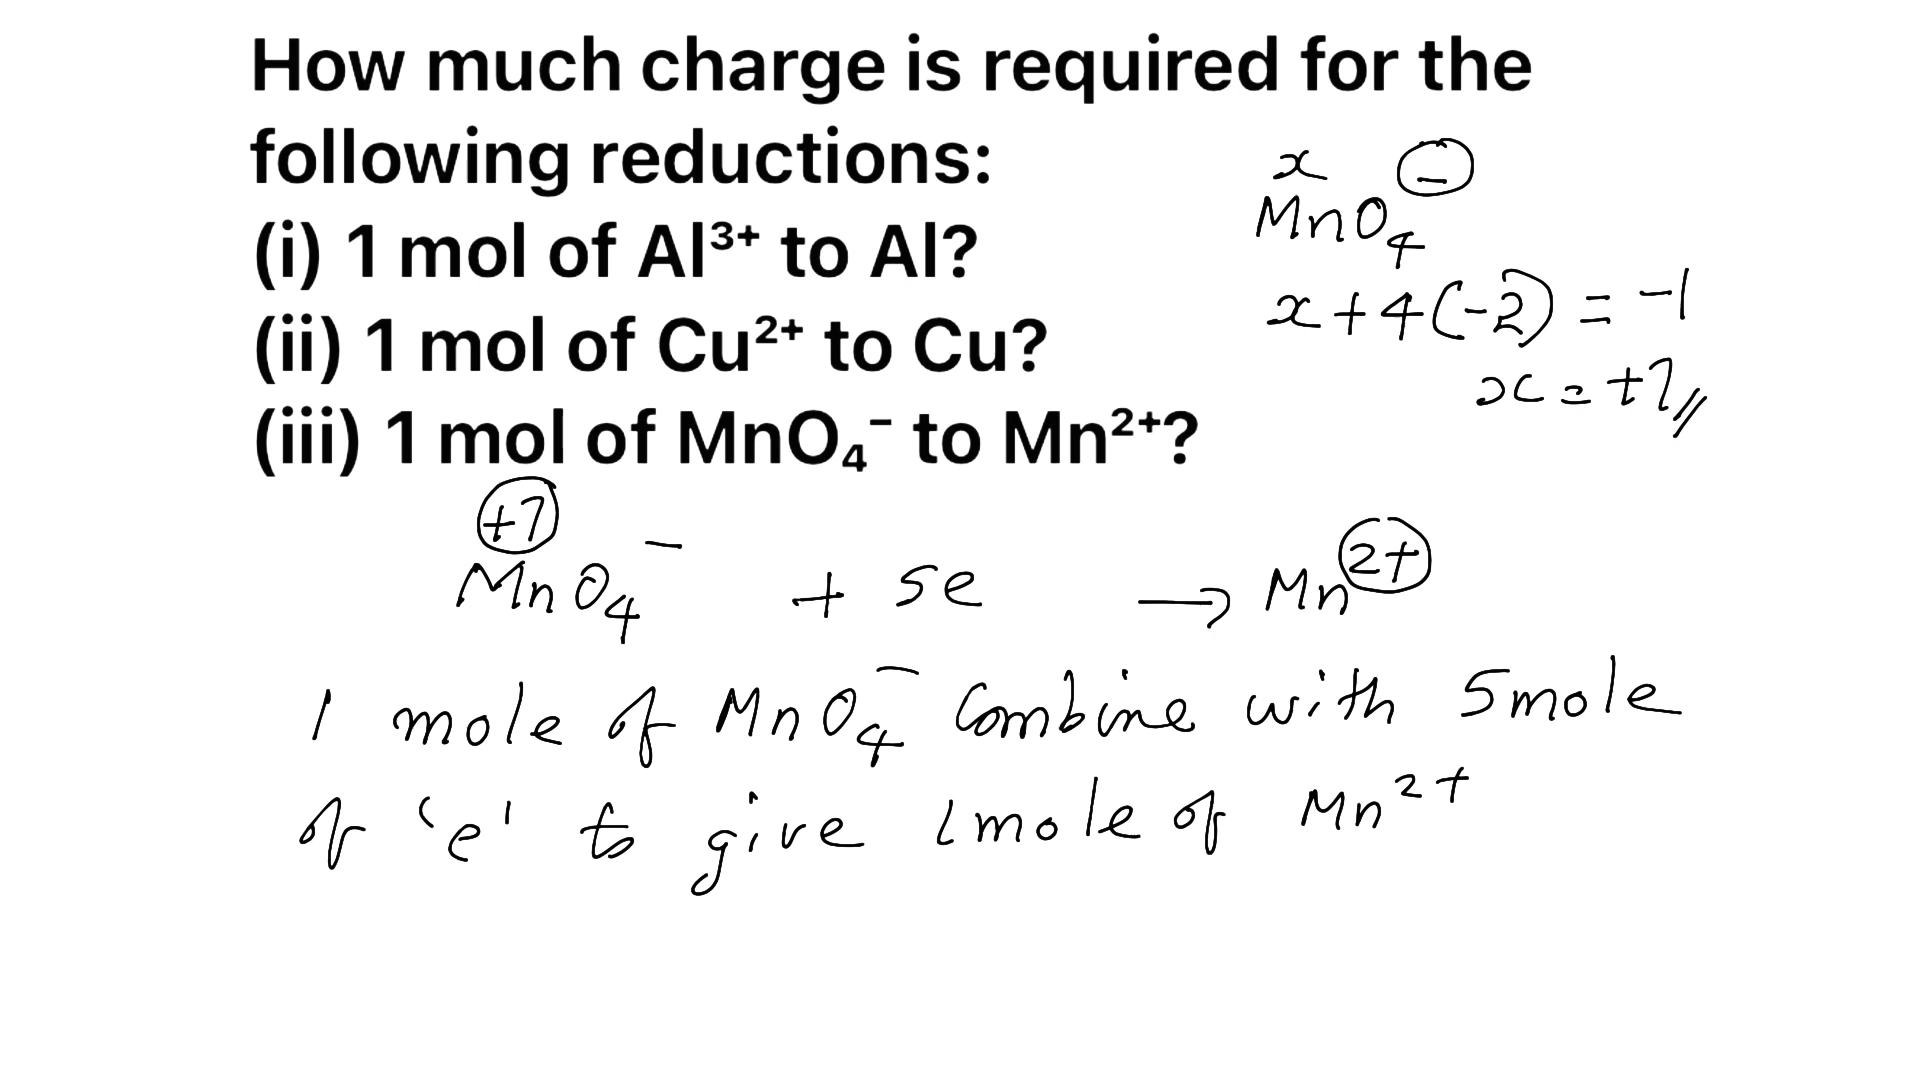 How much charge is required for the
following reductions:
(i) 1 mol of Al³⁺ to Al?
(ii) 1 mol of Cu²⁺ to Cu?
(iii) 1 mol of MnO₄⁻ to Mn²⁺?
x
MnO₄⁻
x + 4(-2) = -1
x = +7//
+7
MnO₄⁻ + 5e → Mn²⁺
1 mole of MnO₄⁻ Combine with 5mole
of 'e' to give 1mole of Mn²⁺